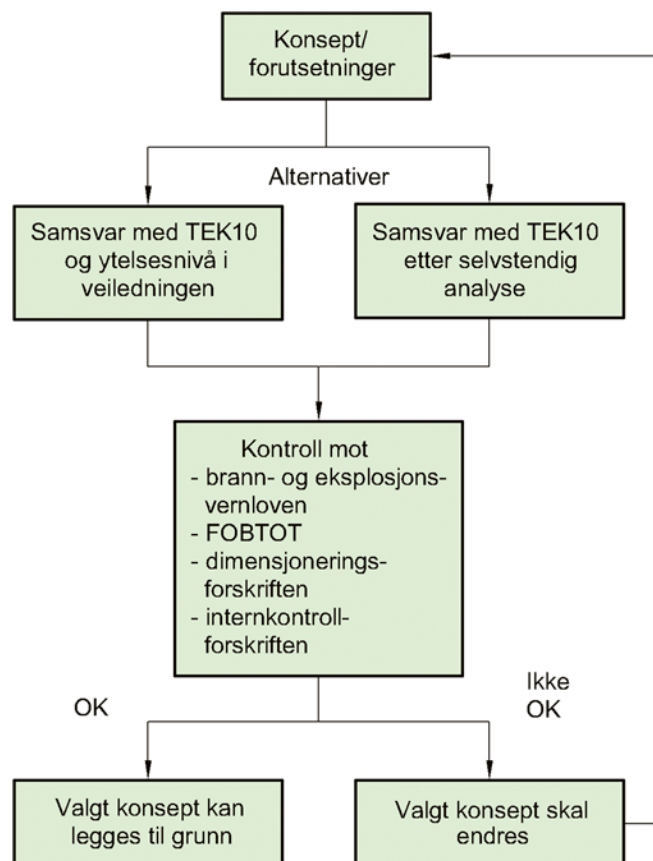 Konsept/
forutsetninger
Alternativer
Samsvar med TEK10
og ytelsesnivå i
veiledningen
Samsvar med TEK10
etter selvstendig
analyse
Kontroll mot
- brann- og eksplosjons-
vernloven
- FOBTOT
- dimensjonerings-
forskriften
- internkontroll-
forskriften
OK
Ikke
OK
Valgt konsept kan
legges til grunn
Valgt konsept skal
endres